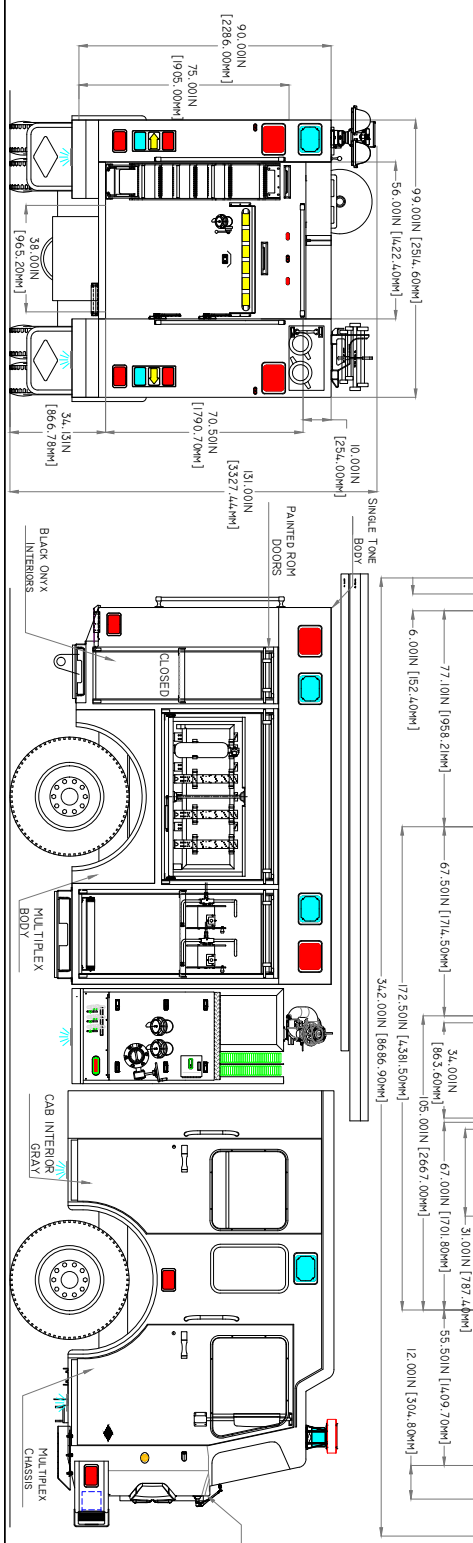 90.00IN
[2286.00MM]
75.00IN
[1905.00MM]
99.00IN [2514.60MM]
56.00IN [1422.40MM]
38.00IN
[965.20MM]
34.13IN
[866.78MM]
70.50IN
[1790.70MM]
10.00IN
[254.00MM]
131.00IN
[3327.44MM]
SINGLE TONE
BODY
PAINTED ROM
DOORS
BLACK ONYX
INTERIORS
CLOSED
MULTIPLEX
BODY
CAB INTERIOR
GRAY
MULTIPLEX
CHASSIS
6.00IN [152.40MM]
77.10IN [1958.21MM]
67.50IN [1714.50MM]
172.50IN [4381.50MM]
342.00IN [8686.90MM]
34.00IN
[863.60MM]
105.00IN [2667.00MM]
67.00IN [1701.80MM]
31.00IN [787.40MM]
55.50IN [1409.70MM]
12.00IN [304.80MM]